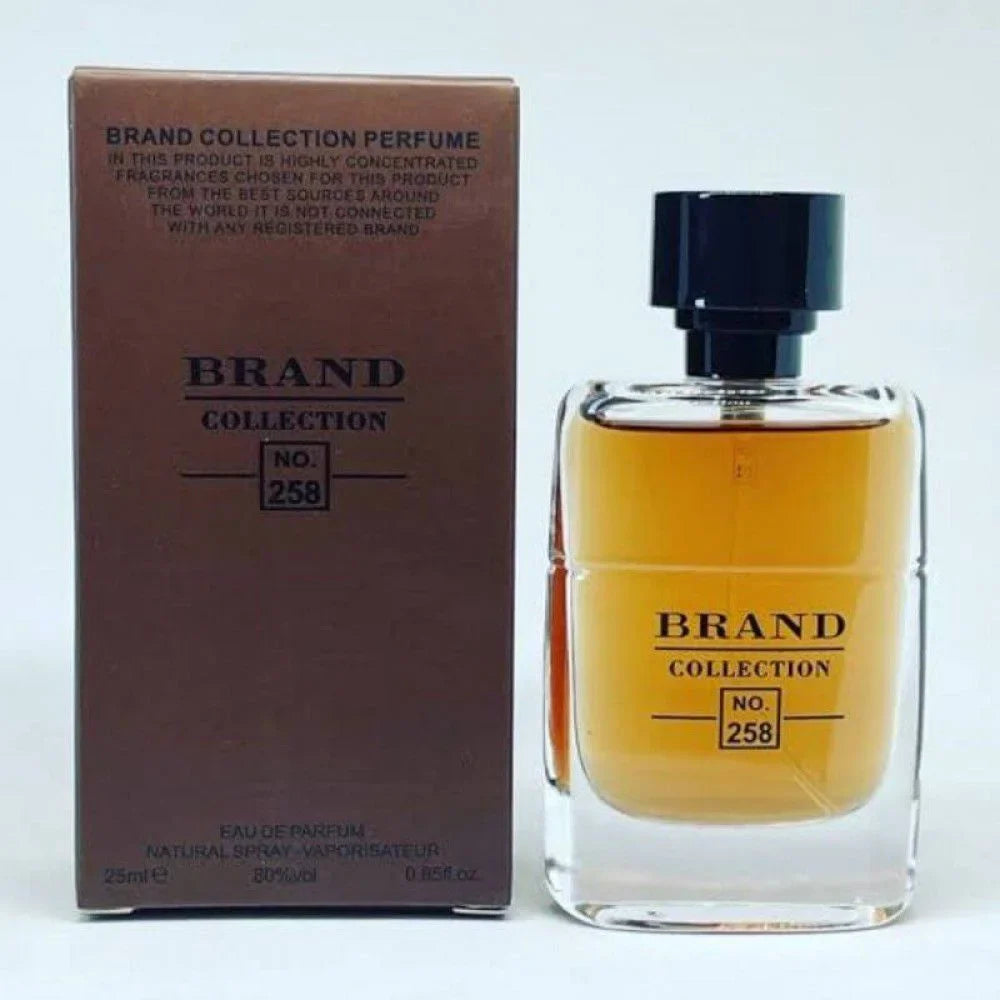 BRAND COLLECTION PERFUME
IN THIS PRODUCT IS HIGHLY CONCENTRATED
FRAGRANCES CHOSEN FOR THIS PRODUCT
FROM THE BEST SOURCES AROUND
THE WORLD IT IS NOT CONNECTED
WITH ANY REGISTERED BRAND
BRAND
COLLECTION
NO.
258
EAU DE PARFUM
NATURAL SPRAY-VAPORISATEUR
25ml e 80%vol 0.85fl.oz.
BRAND
COLLECTION
NO.
258